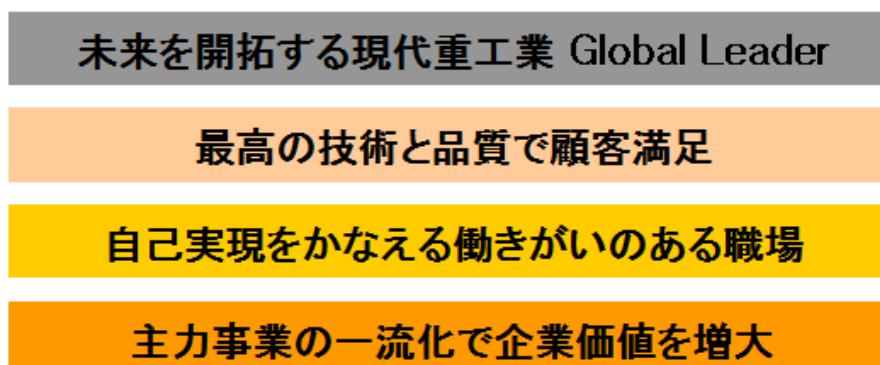 未来を開拓する現代重工業 Global Leader
最高の技術と品質で顧客満足
自己実現をかなえる働きがいのある職場
主力事業の一流化で企業価値を増大